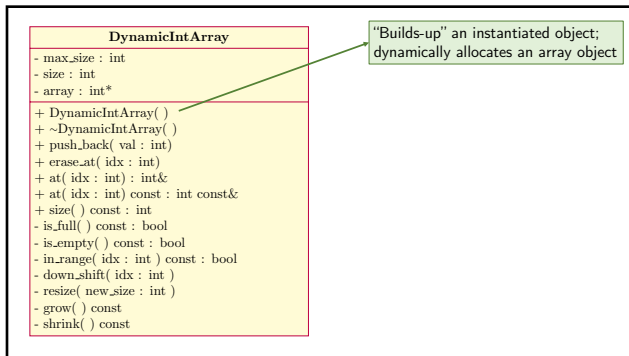 DynamicIntArray
- max_size : int
- size : int
- array : int*
+ DynamicIntArray( )
+ ~DynamicIntArray( )
+ push_back( val : int)
+ erase_at( idx : int)
+ at( idx : int) : int&
+ at( idx : int) const : int const&
+ size( ) const : int
- is_full( ) const : bool
- is_empty( ) const : bool
- in_range( idx : int ) const : bool
- down_shift( idx : int )
- resize( new_size : int )
- grow( ) const
- shrink( ) const
“Builds-up” an instantiated object;
dynamically allocates an array object